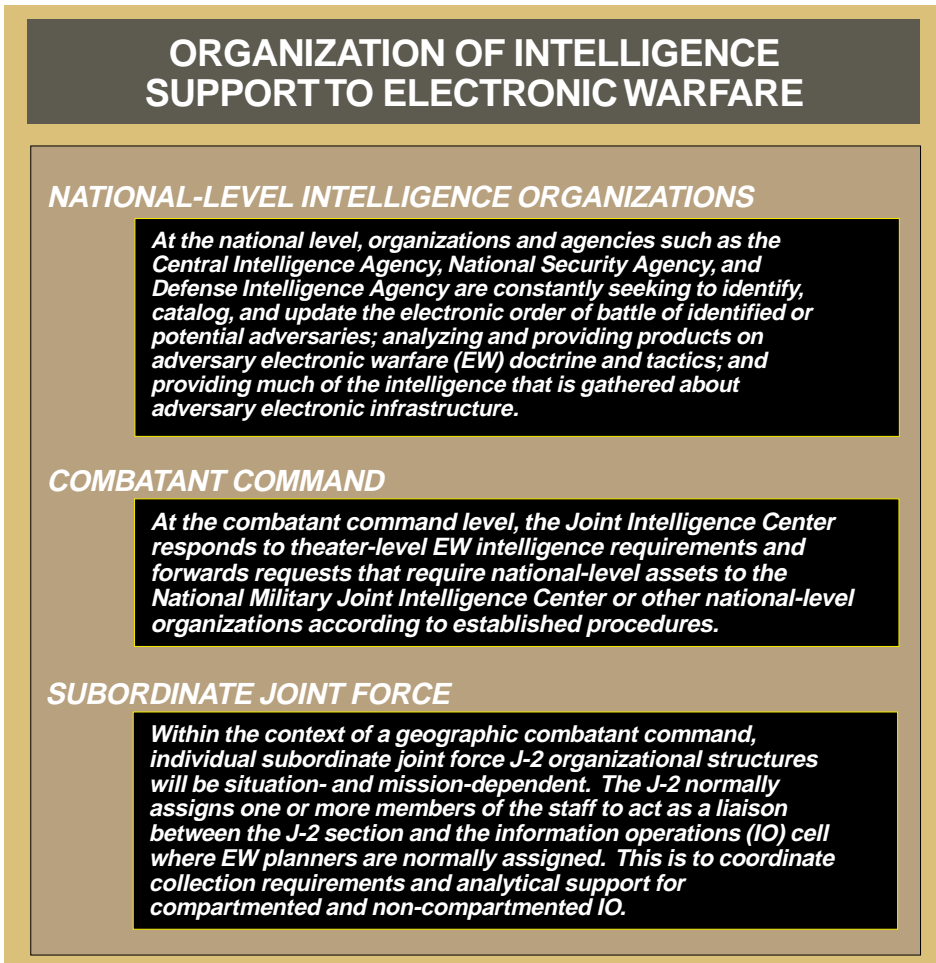 ORGANIZATION OF INTELLIGENCE
SUPPORT TO ELECTRONIC WARFARE
NATIONAL-LEVEL INTELLIGENCE ORGANIZATIONS
At the national level, organizations and agencies such as the
Central Intelligence Agency, National Security Agency, and
Defense Intelligence Agency are constantly seeking to identify,
catalog, and update the electronic order of battle of identified or
potential adversaries; analyzing and providing products on
adversary electronic warfare (EW) doctrine and tactics; and
providing much of the intelligence that is gathered about
adversary electronic infrastructure.
COMBATANT COMMAND
At the combatant command level, the Joint Intelligence Center
responds to theater-level EW intelligence requirements and
forwards requests that require national-level assets to the
National Military Joint Intelligence Center or other national-level
organizations according to established procedures.
SUBORDINATE JOINT FORCE
Within the context of a geographic combatant command,
individual subordinate joint force J-2 organizational structures
will be situation- and mission-dependent. The J-2 normally
assigns one or more members of the staff to act as a liaison
between the J-2 section and the information operations (IO) cell
where EW planners are normally assigned. This is to coordinate
collection requirements and analytical support for
compartmented and non-compartmented IO.